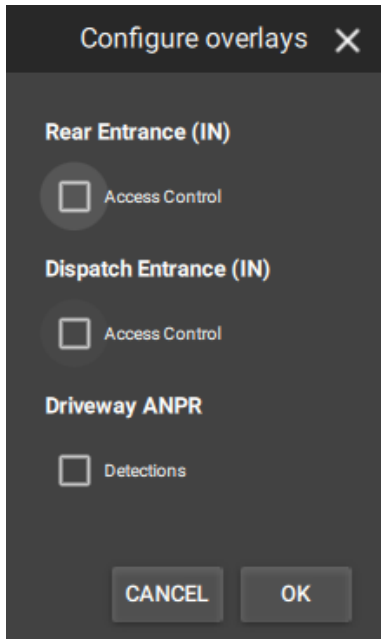 Configure overlays
Rear Entrance (IN)
Access Control
Dispatch Entrance (IN)
Access Control
Driveway ANPR
Detections
CANCEL OK